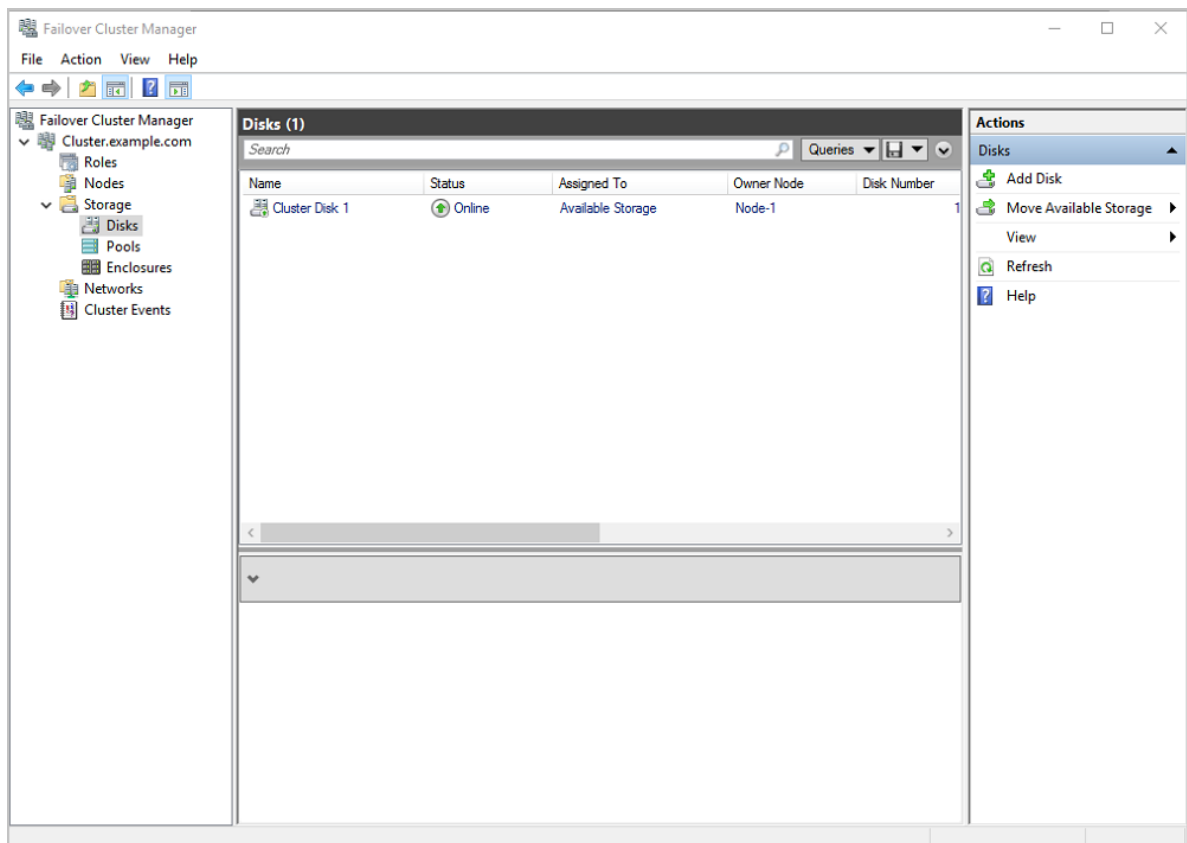 Failover Cluster Manager
File Action View Help
Failover Cluster Manager
Cluster.example.com
Roles
Nodes
Storage
Disks
Pools
Enclosures
Networks
Cluster Events
Disks (1)
Search
Queries
Name Status Assigned To Owner Node Disk Number
Cluster Disk 1 Online Available Storage Node-1 1
Actions
Disks
Add Disk
Move Available Storage
View
Refresh
Help